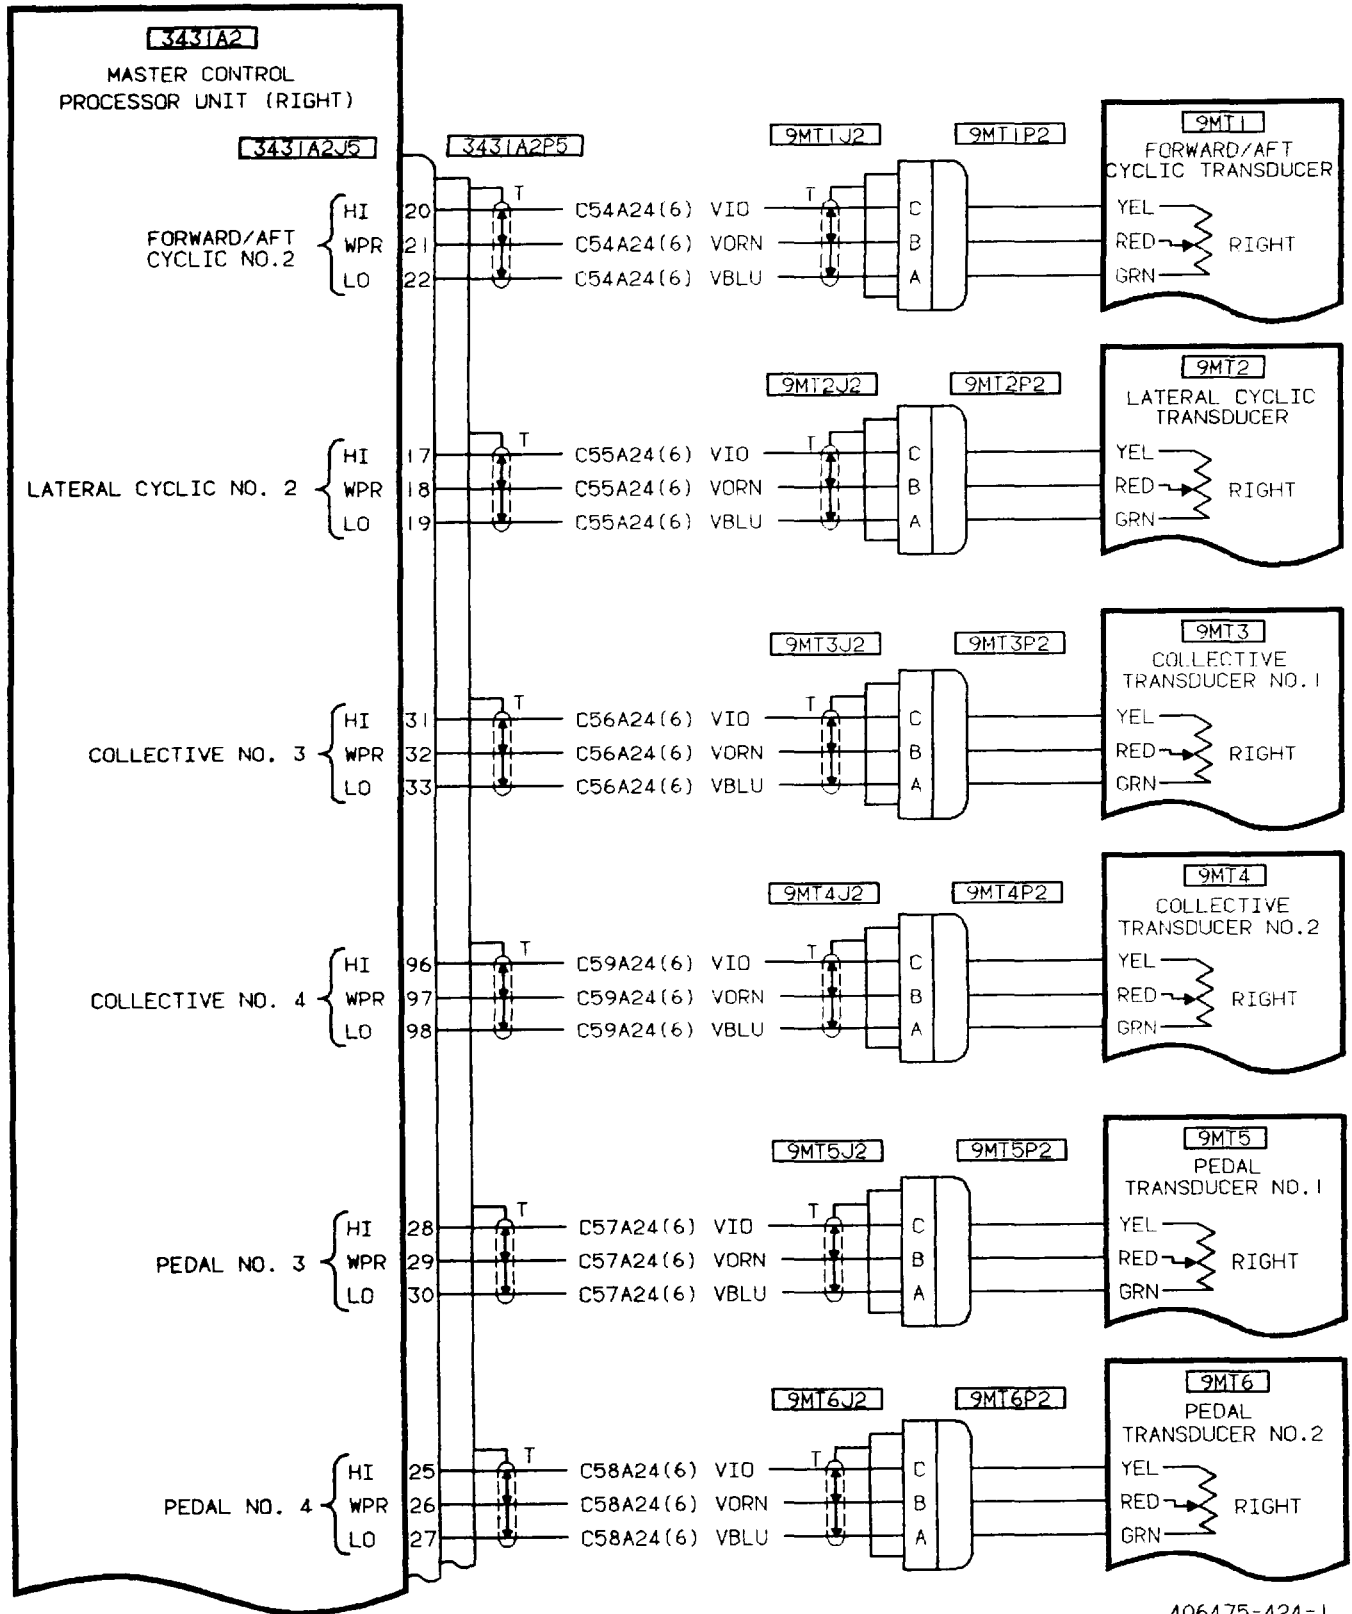 3431A2
MASTER CONTROL
PROCESSOR UNIT (RIGHT)
3431A2J5
3431A2P5
9MT1J2
9MT1P2
9MT1
FORWARD/AFT
CYCLIC TRANSDUCER
FORWARD/AFT
CYCLIC NO.2
T
T
HI 20 C54A24(6) VIO C YEL
WPR 21 C54A24(6) VORN B RED RIGHT
LO 22 C54A24(6) VBLU A GRN
9MT2J2
9MT2P2
9MT2
LATERAL CYCLIC
TRANSDUCER
LATERAL CYCLIC NO. 2
T
T
HI 17 C55A24(6) VIO C YEL
WPR 18 C55A24(6) VORN B RED RIGHT
LO 19 C55A24(6) VBLU A GRN
9MT3J2
9MT3P2
9MT3
COLLECTIVE
TRANSDUCER NO.1
COLLECTIVE NO. 3
T
T
HI 31 C56A24(6) VIO C YEL
WPR 32 C56A24(6) VORN B RED RIGHT
LO 33 C56A24(6) VBLU A GRN
9MT4J2
9MT4P2
9MT4
COLLECTIVE
TRANSDUCER NO.2
COLLECTIVE NO. 4
T
T
HI 96 C59A24(6) VIO C YEL
WPR 97 C59A24(6) VORN B RED RIGHT
LO 98 C59A24(6) VBLU A GRN
9MT5J2
9MT5P2
9MT5
PEDAL
TRANSDUCER NO.1
PEDAL NO. 3
T
T
HI 28 C57A24(6) VIO C YEL
WPR 29 C57A24(6) VORN B RED RIGHT
LO 30 C57A24(6) VBLU A GRN
9MT6J2
9MT6P2
9MT6
PEDAL
TRANSDUCER NO.2
PEDAL NO. 4
T
T
HI 25 C58A24(6) VIO C YEL
WPR 26 C58A24(6) VORN B RED RIGHT
LO 27 C58A24(6) VBLU A GRN
406475-424-1